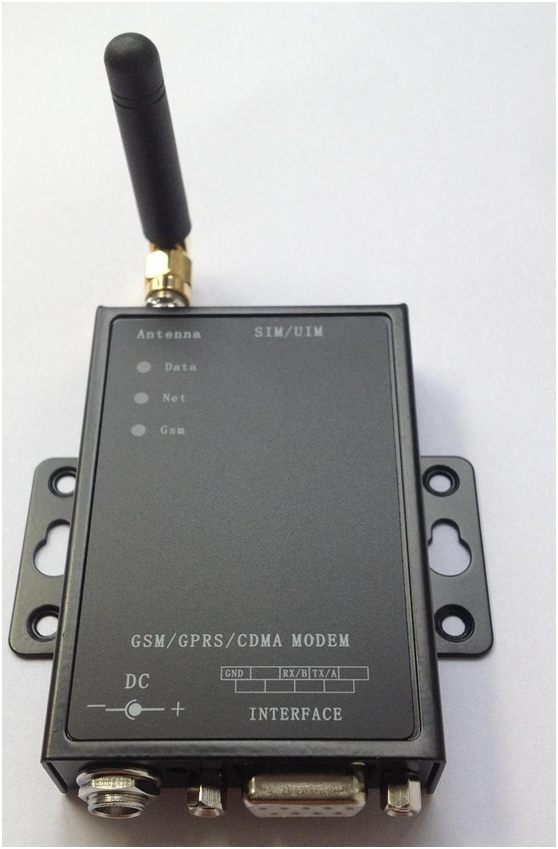 Antenna SIM/UIM
Data
Net
Gsm
GSM/GPRS/CDMA MODEM
DC
GND RX/B TX/A
− +
INTERFACE